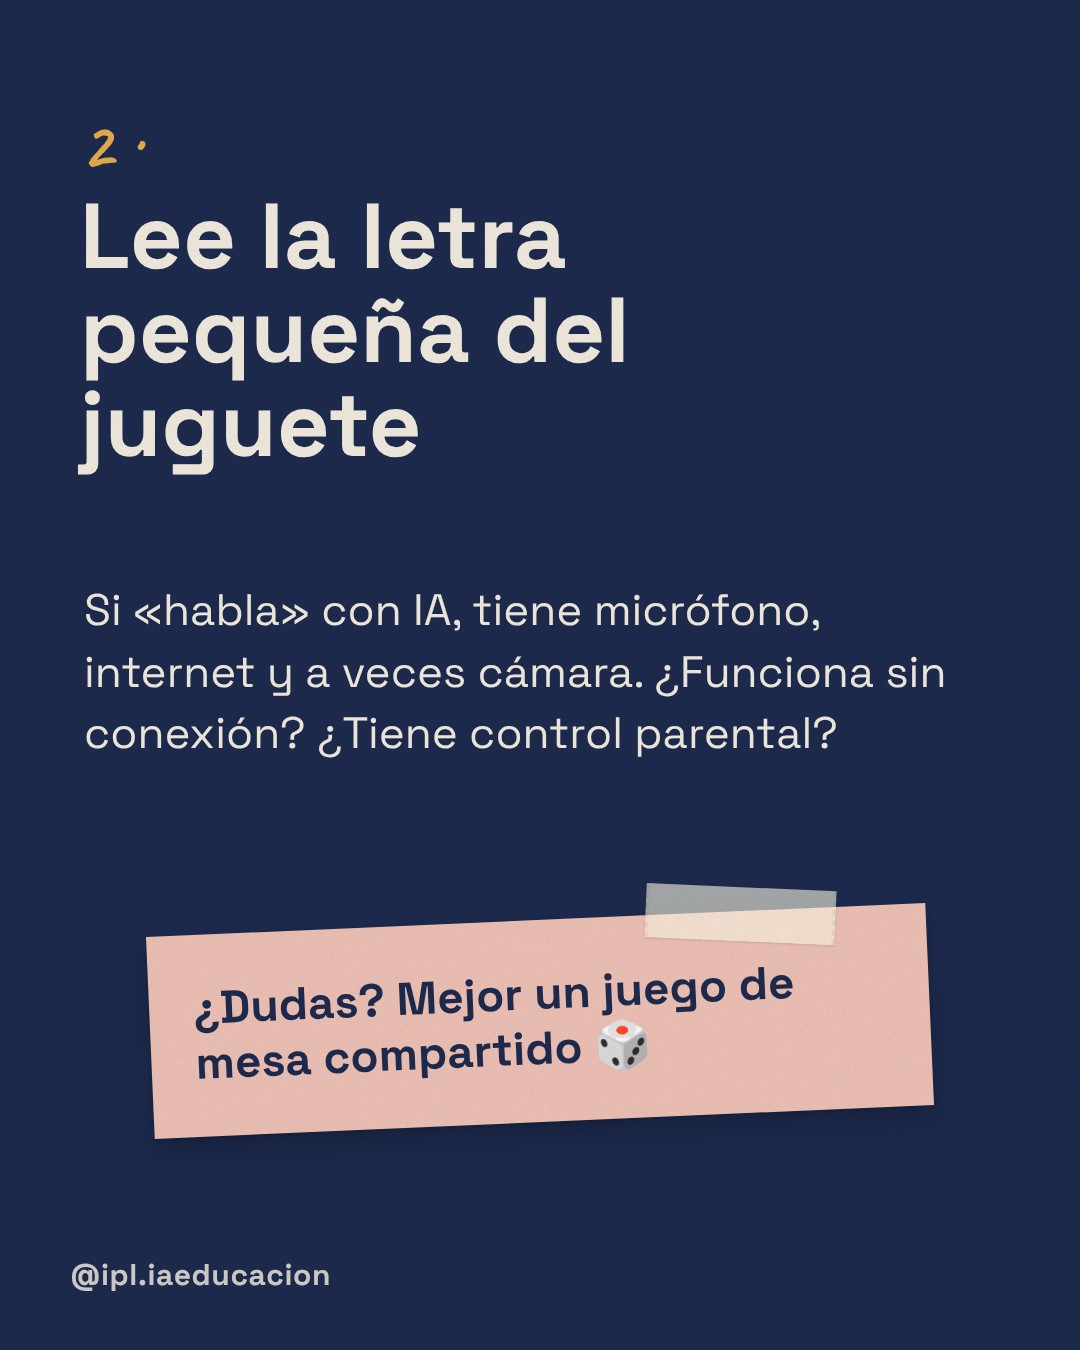 2 ·
Lee la letra
pequeña del
juguete
Si «habla» con IA, tiene micrófono,
internet y a veces cámara. ¿Funciona sin
conexión? ¿Tiene control parental?
¿Dudas? Mejor un juego de
mesa compartido 🎲
@ipl.iaeducacion